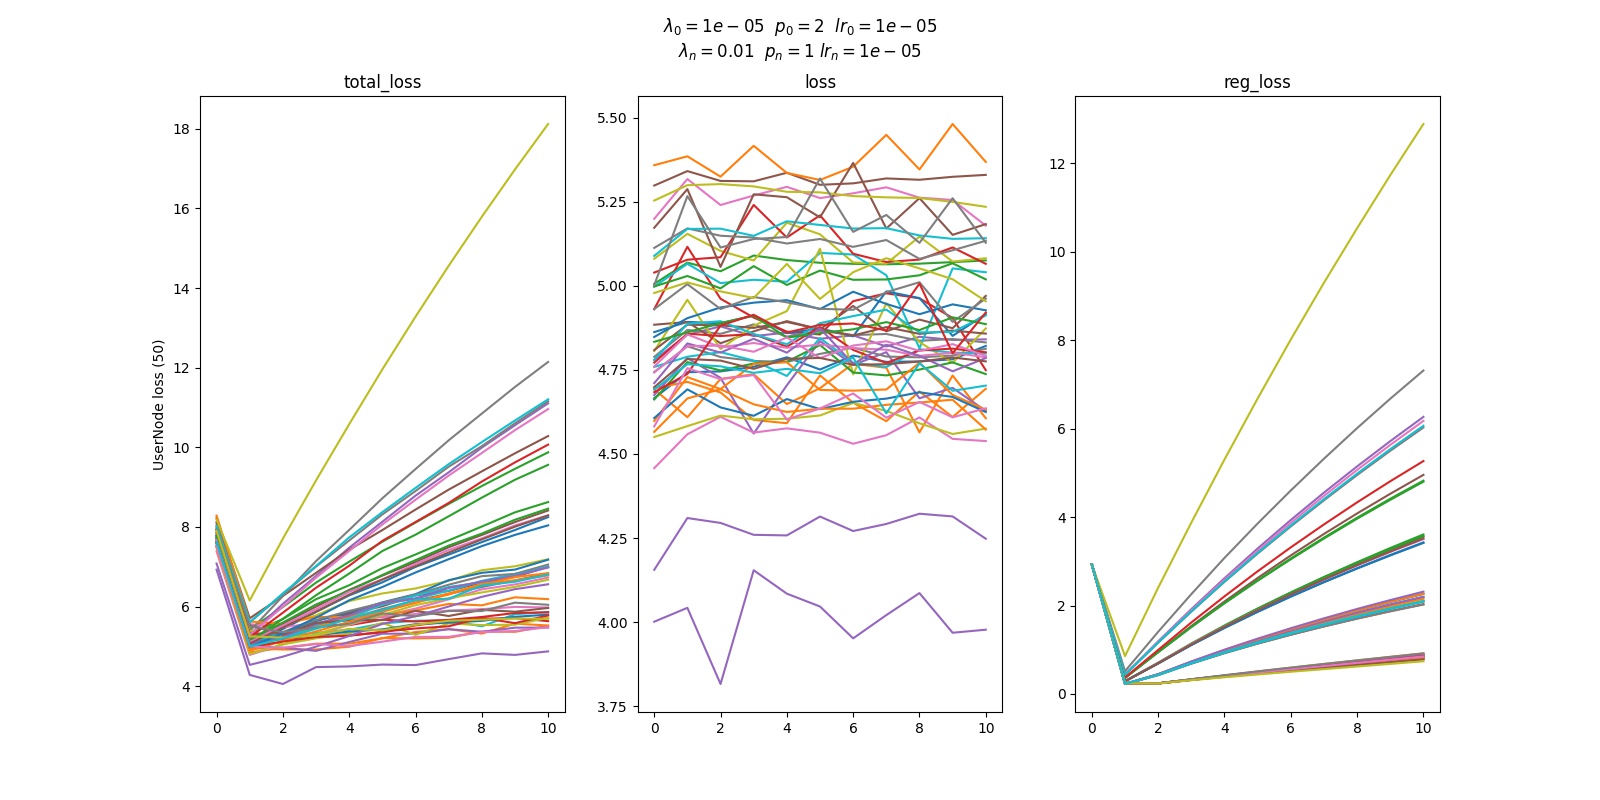 λ₀ = 1e − 05 p₀ = 2 lr₀ = 1e − 05
λₙ = 0.01 pₙ = 1 lrₙ = 1e − 05
total_loss
loss
reg_loss
UserNode loss (50)
18
16
14
12
10
8
6
4
0 2 4 6 8 10
5.50
5.25
5.00
4.75
4.50
4.25
4.00
3.75
0 2 4 6 8 10
12
10
8
6
4
2
0
0 2 4 6 8 10